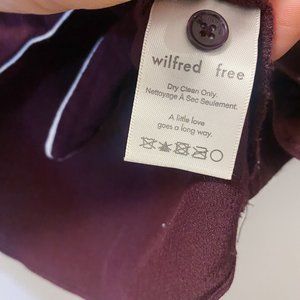 wilfred free
Dry Clean Only.
Nettoyage À Sec Seulement.
A little love
goes a long way.